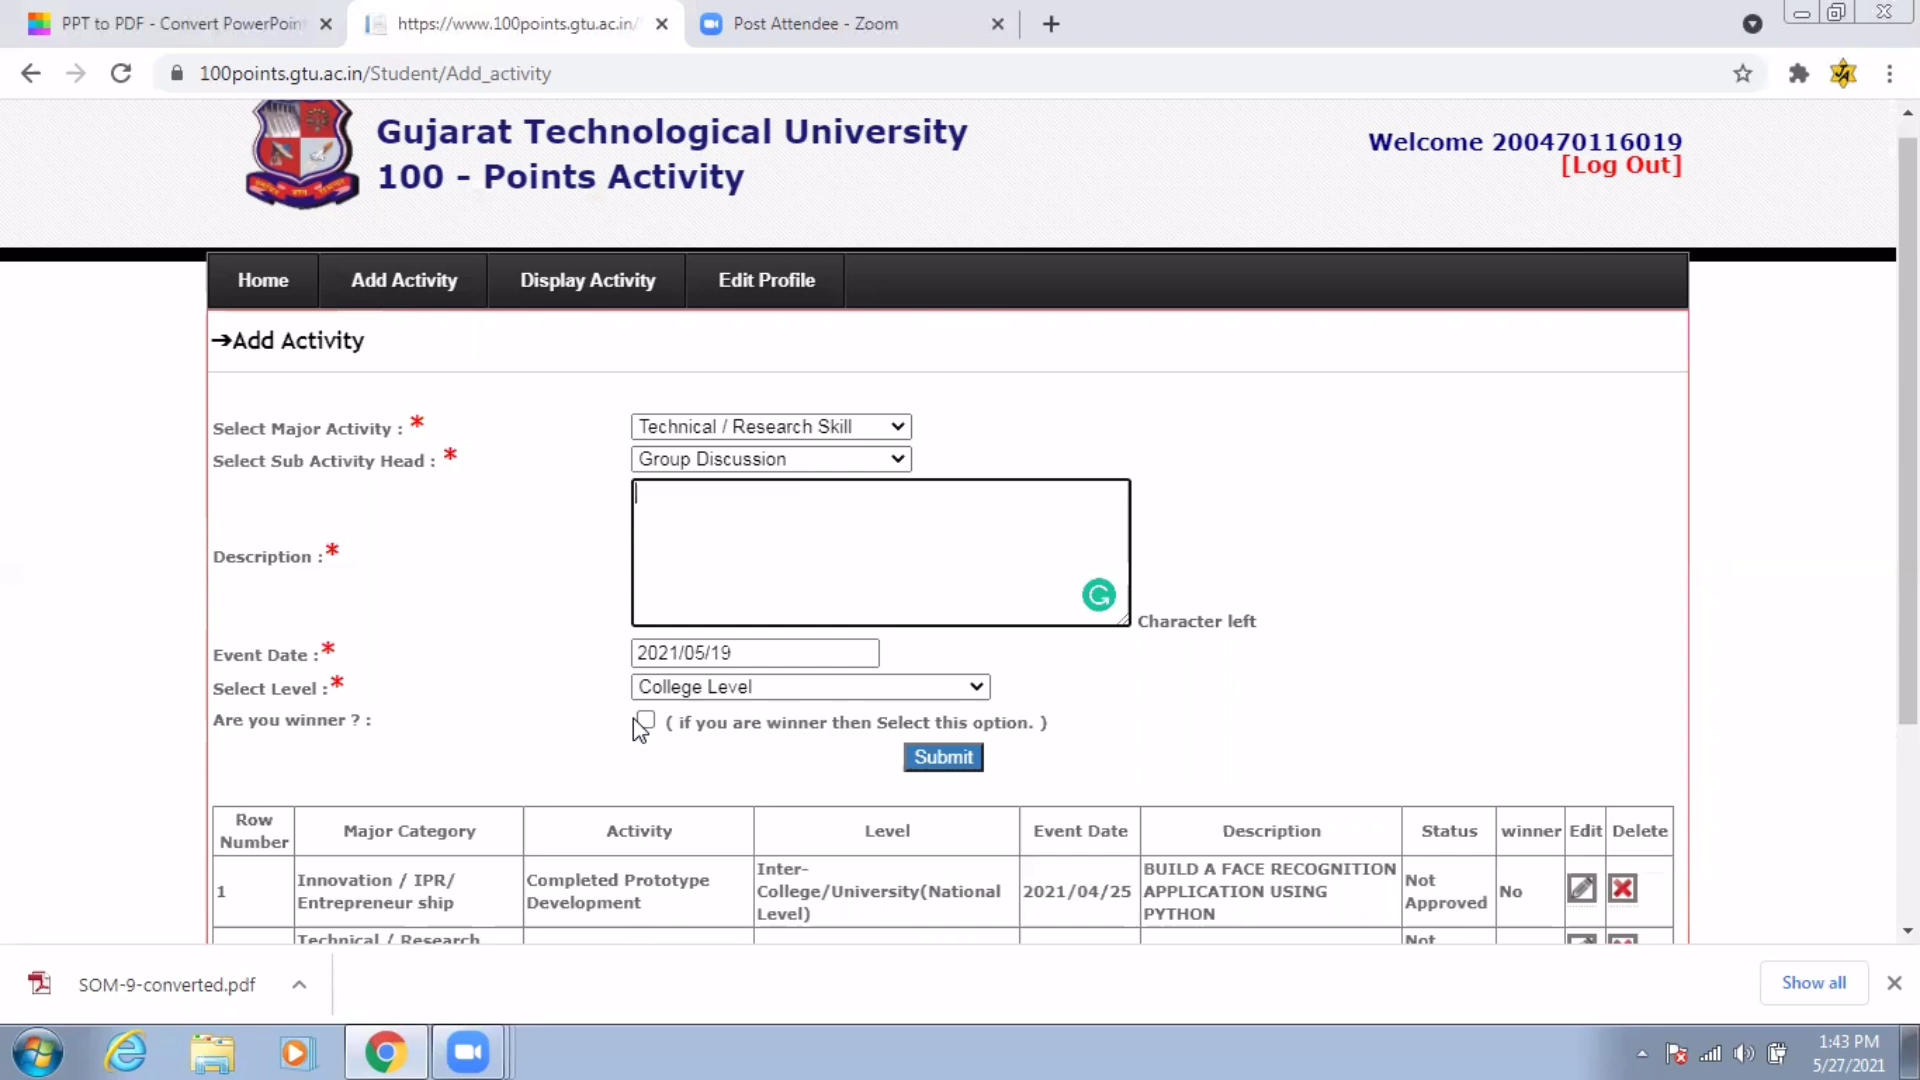 PPT to PDF - Convert PowerPoin
https://www.100points.gtu.ac.in/
Post Attendee - Zoom
100points.gtu.ac.in/Student/Add_activity
Gujarat Technological University
100 - Points Activity
Welcome 200470116019
[Log Out]
Home
Add Activity
Display Activity
Edit Profile
➔Add Activity
Select Major Activity : *
Technical / Research Skill
Select Sub Activity Head : *
Group Discussion
Description :*
Character left
Event Date :*
2021/05/19
Select Level :*
College Level
Are you winner ? :
( if you are winner then Select this option. )
Submit
Row Number
Major Category
Activity
Level
Event Date
Description
Status
winner
Edit
Delete
1
Innovation / IPR/ Entrepreneur ship
Completed Prototype Development
Inter-College/University(National Level)
2021/04/25
BUILD A FACE RECOGNITION APPLICATION USING PYTHON
Not Approved
No
Technical / Research
Not
SOM-9-converted.pdf
Show all
1:43 PM
5/27/2021